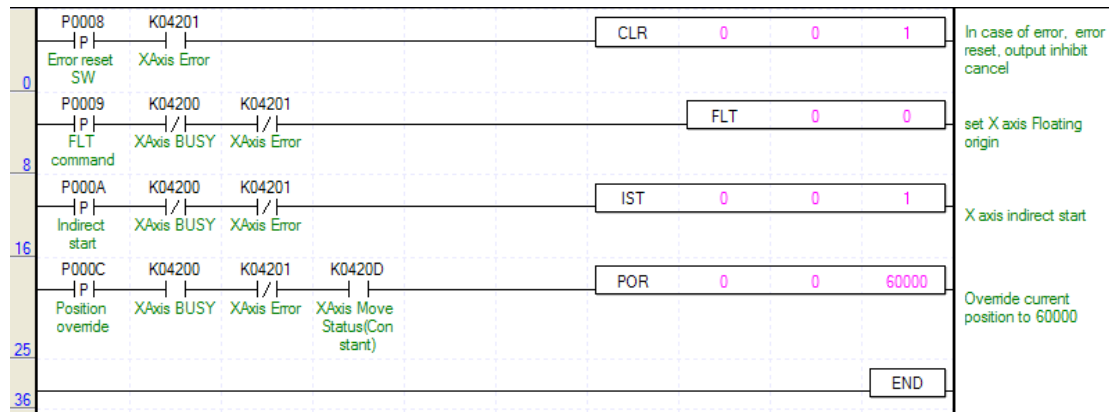 P0008 K04201
P CLR 0 0 1
Error reset SW
XAxis Error
In case of error, error
reset, output inhibit
cancel
0
P0009 K04200 K04201
P FLT 0 0
FLT command
XAxis BUSY XAxis Error
set X axis Floating
origin
8
P000A K04200 K04201
P IST 0 0 1
Indirect start
XAxis BUSY XAxis Error
X axis indirect start
16
P000C K04200 K04201 K0420D
P POR 0 0 60000
Position override
XAxis BUSY XAxis Error XAxis Move
Status(Con
stant)
Override current
position to 60000
25
END
36